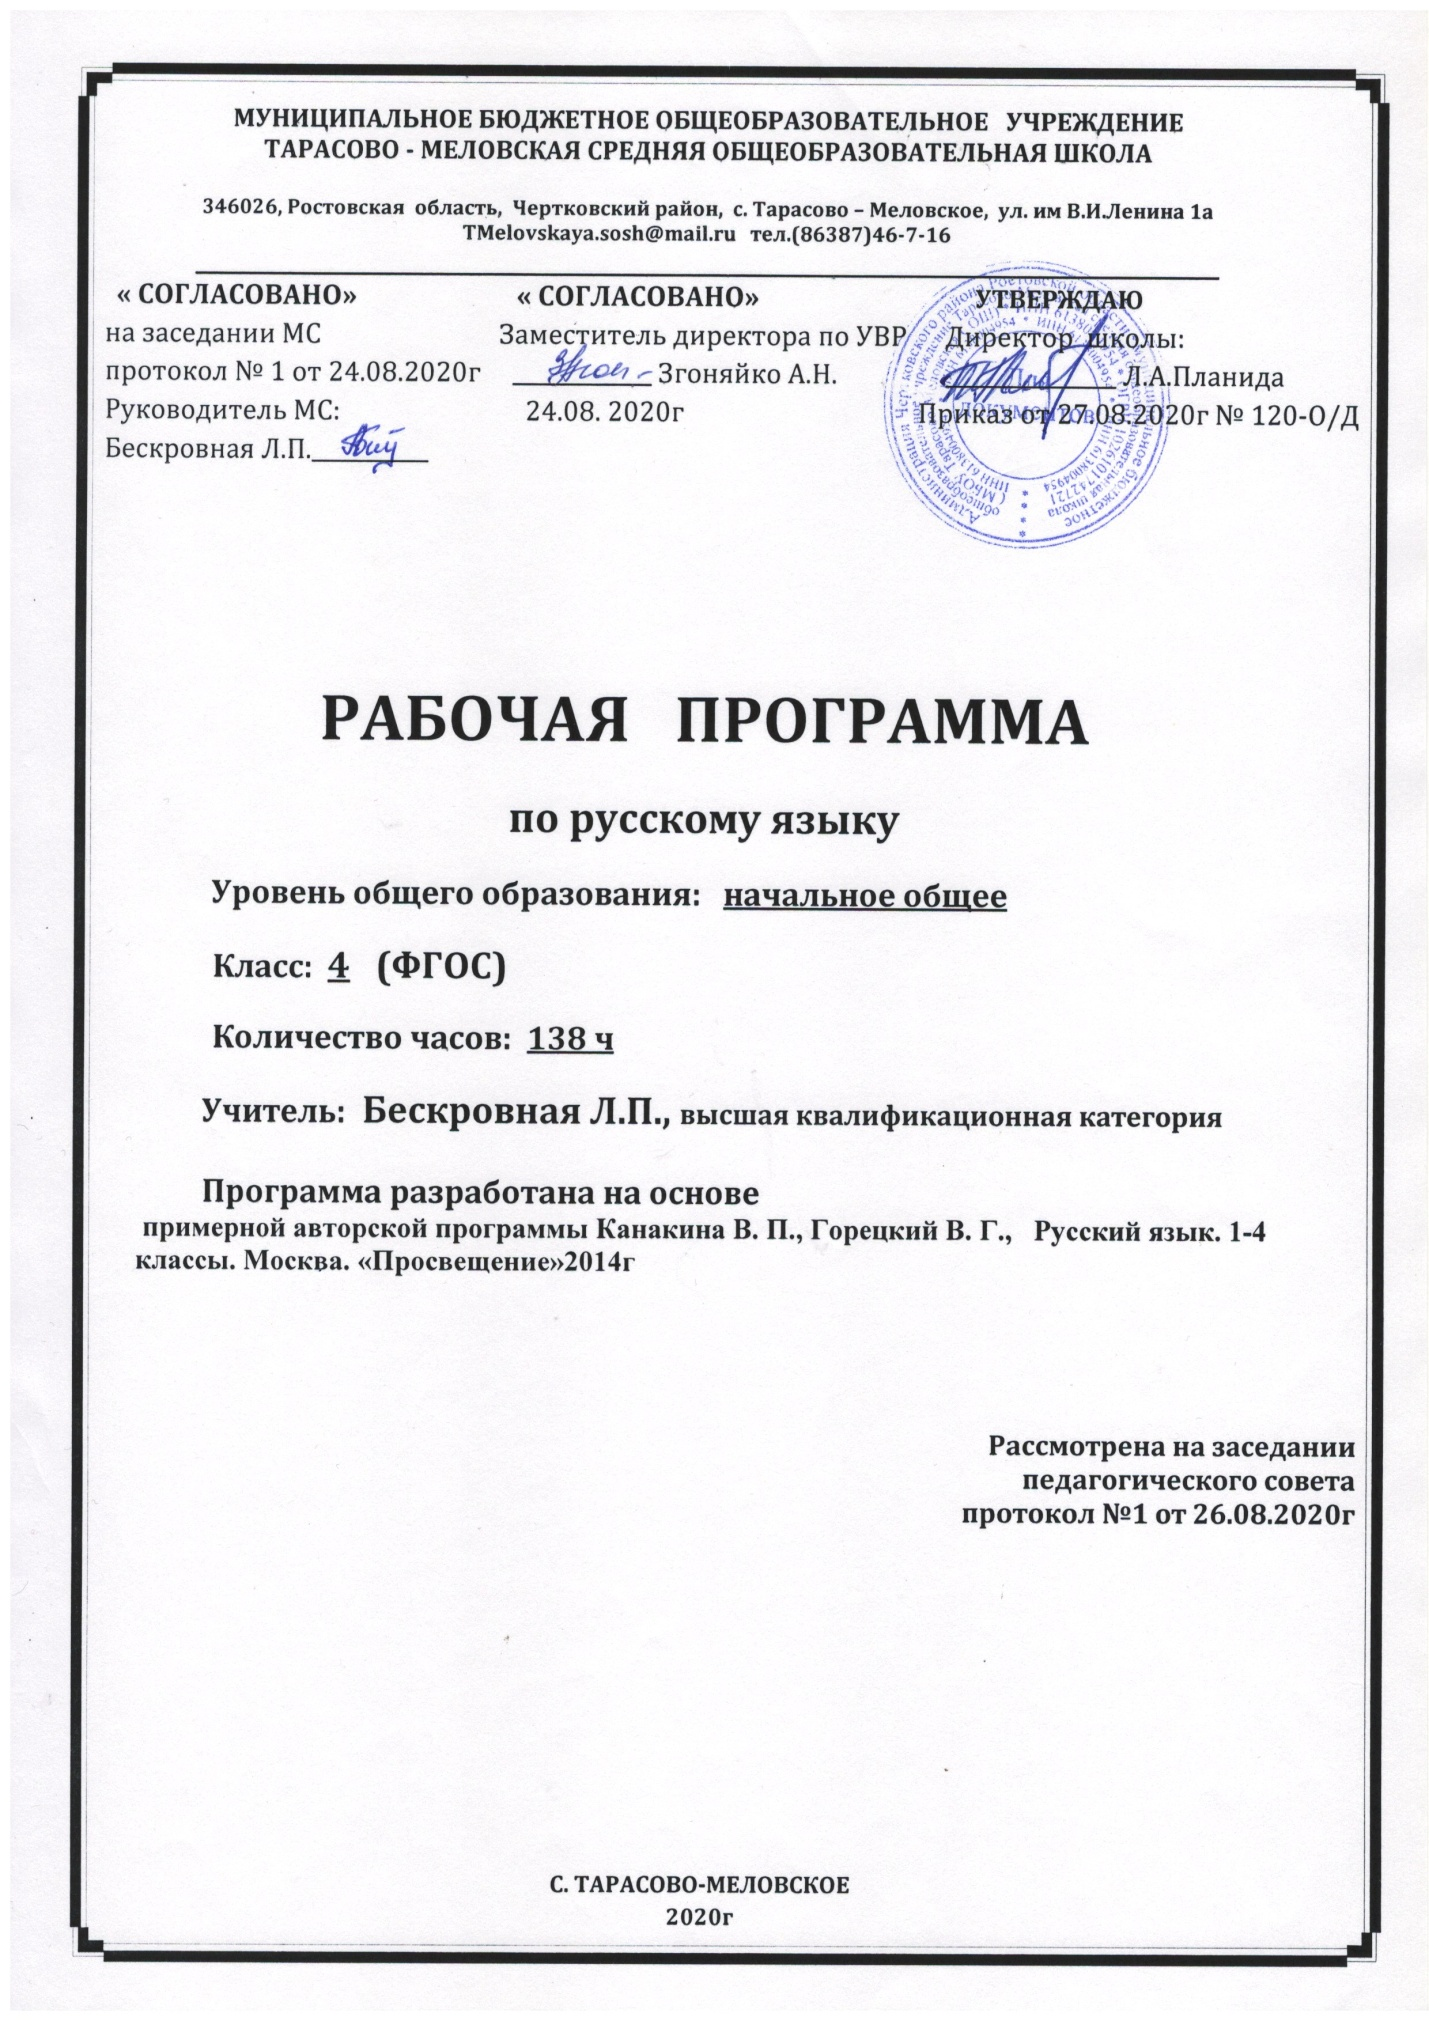 МУНИЦИПАЛЬНОЕ БЮДЖЕТНОЕ ОБЩЕОБРАЗОВАТЕЛЬНОЕ УЧРЕЖДЕНИЕ
ТАРАСОВО - МЕЛОВСКАЯ СРЕДНЯЯ ОБЩЕОБРАЗОВАТЕЛЬНАЯ ШКОЛА
346026, Ростовская область, Чертковский район, с. Тарасово – Меловское, ул. им В.И.Ленина 1а
TMelovskaya.sosh@mail.ru тел.(86387)46-7-16
« СОГЛАСОВАНО» « СОГЛАСОВАНО» УТВЕРЖДАЮ
на заседании МС Заместитель директора по УВР Директор школы:
протокол № 1 от 24.08.2020г ___________ Згоняйко А.Н. ___________ Л.А.Планида
Руководитель МС: 24.08. 2020г Приказ от 27.08.2020г № 120-О/Д
Бескровная Л.П.___________
ДОКУМЕНТОВ
РАБОЧАЯ ПРОГРАММА
по русскому языку
Уровень общего образования: начальное общее
Класс: 4 (ФГОС)
Количество часов: 138 ч
Учитель: Бескровная Л.П., высшая квалификационная категория
Программа разработана на основе
примерной авторской программы Канакина В. П., Горецкий В. Г., Русский язык. 1-4
классы. Москва. «Просвещение»2014г
Рассмотрена на заседании
педагогического совета
протокол №1 от 26.08.2020г
С. ТАРАСОВО-МЕЛОВСКОЕ
2020г